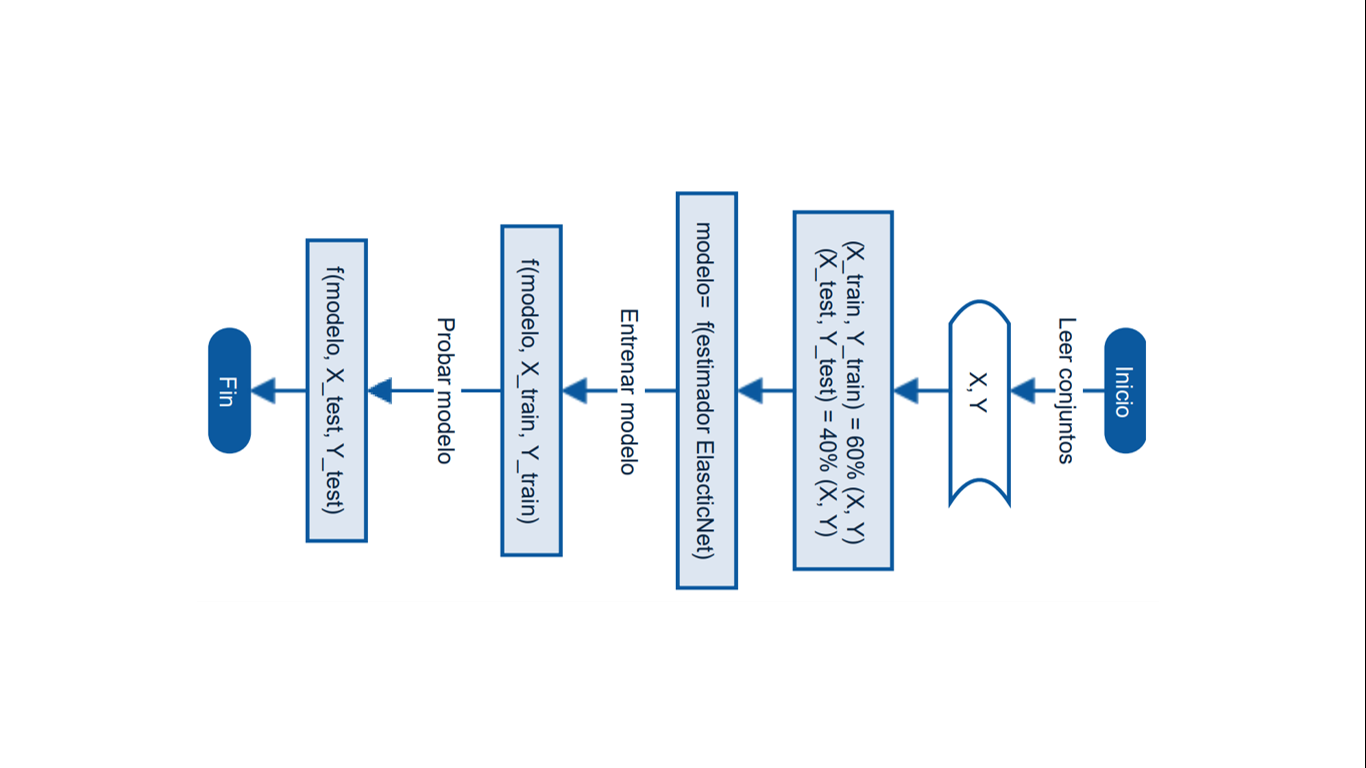 Inicio
Leer conjuntos
X, Y
(X_train, Y_train) = 60% (X, Y)
(X_test, Y_test) = 40% (X, Y)
modelo= f(estimador ElascticNet)
Entrenar modelo
f(modelo, X_train, Y_train)
Probar modelo
f(modelo, X_test, Y_test)
Fin